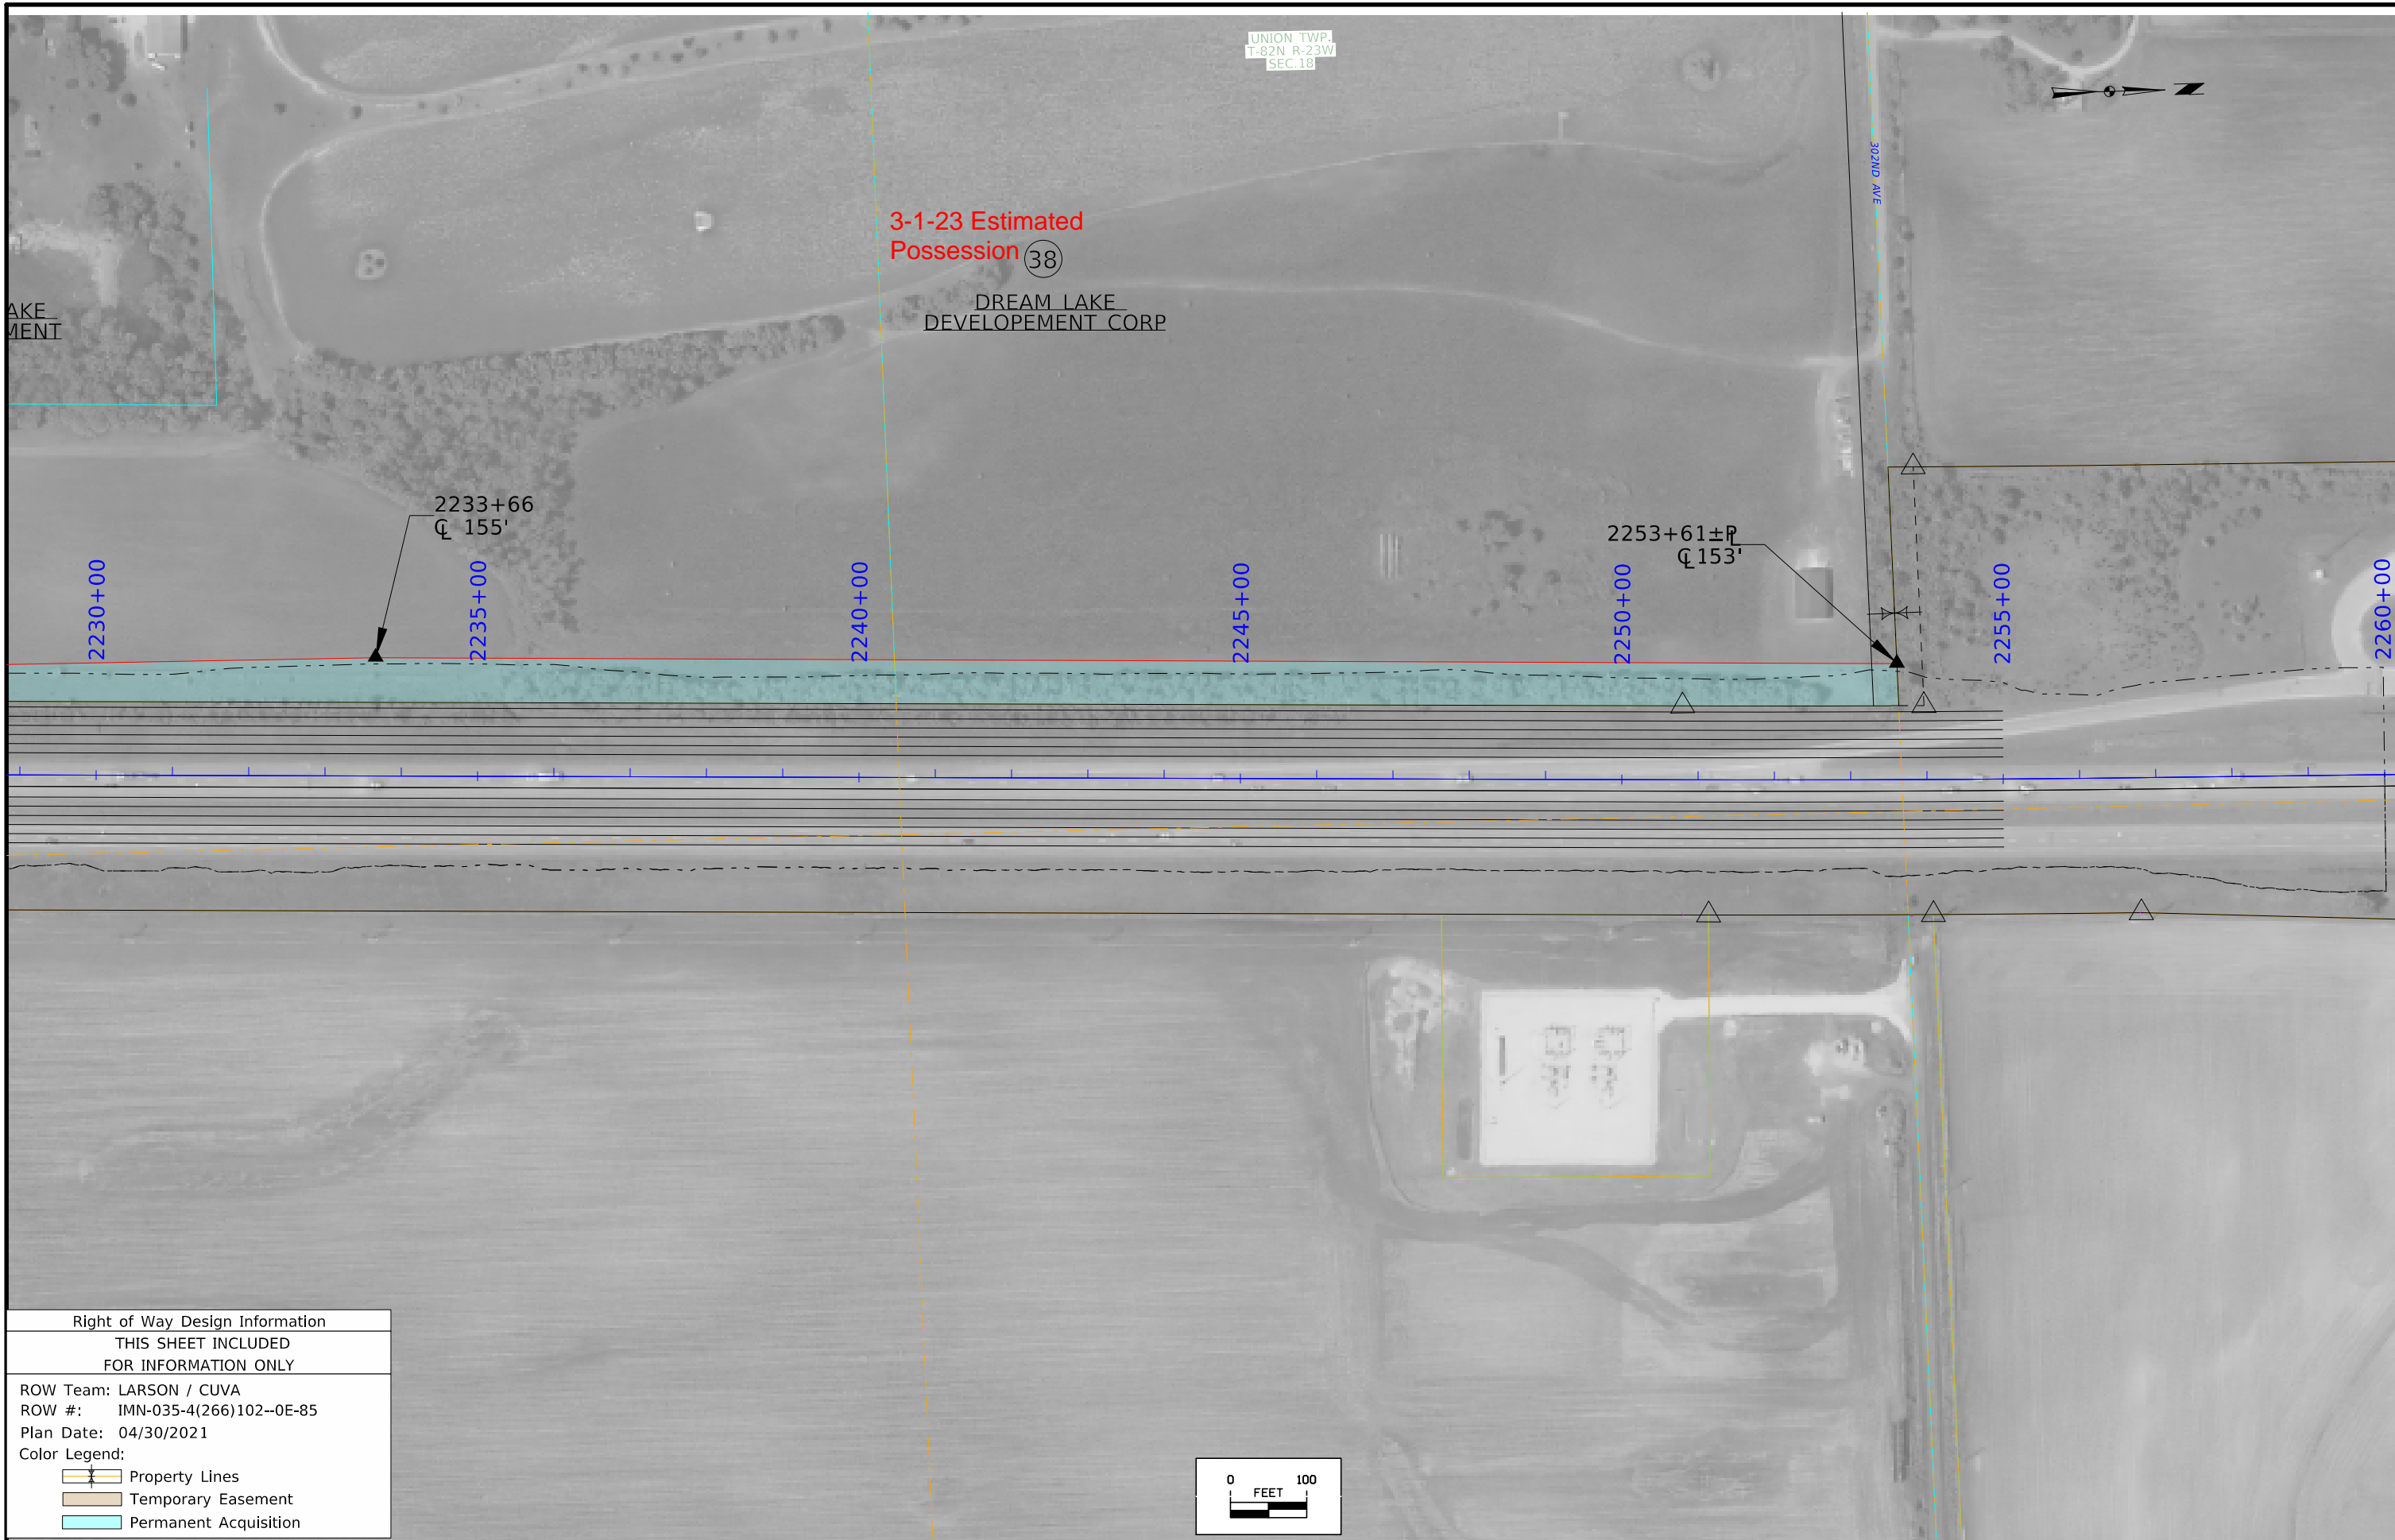 UNION TWP.
T-82N R-23W
SEC.18
302ND AVE
3-1-23 Estimated
Possession
38
DREAM LAKE
DEVELOPEMENT CORP
AKE
MENT
2233+66
℄ 155'
2253+61±PL
℄ 153'
2230+00
2235+00
2240+00
2245+00
2250+00
2255+00
2260+00
Right of Way Design Information
THIS SHEET INCLUDED
FOR INFORMATION ONLY
ROW Team: LARSON / CUVA
ROW #: IMN-035-4(266)102--0E-85
Plan Date: 04/30/2021
Color Legend:
Property Lines
Temporary Easement
Permanent Acquisition
0 100
FEET